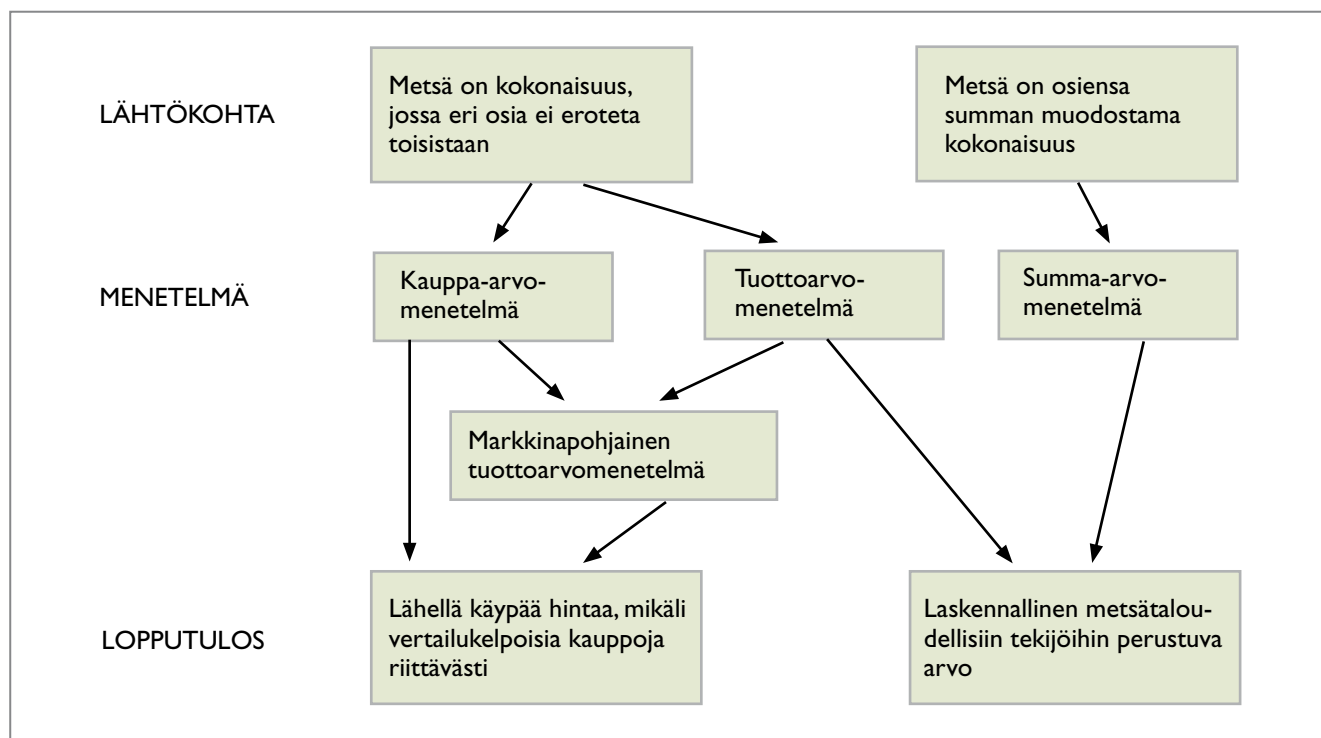 LÄHTÖKOHTA
Metsä on kokonaisuus,
jossa eri osia ei eroteta
toisistaan
Metsä on osiensa
summan muodostama
kokonaisuus
MENETELMÄ
Kauppa-arvo-
menetelmä
Tuottoarvo-
menetelmä
Summa-arvo-
menetelmä
Markkinapohjainen
tuottoarvomenetelmä
LOPPUTULOS
Lähellä käypää hintaa, mikäli
vertailukelpoisia kauppoja
riittävästi
Laskennallinen metsätalou-
dellisiin tekijöihin perustuva
arvo